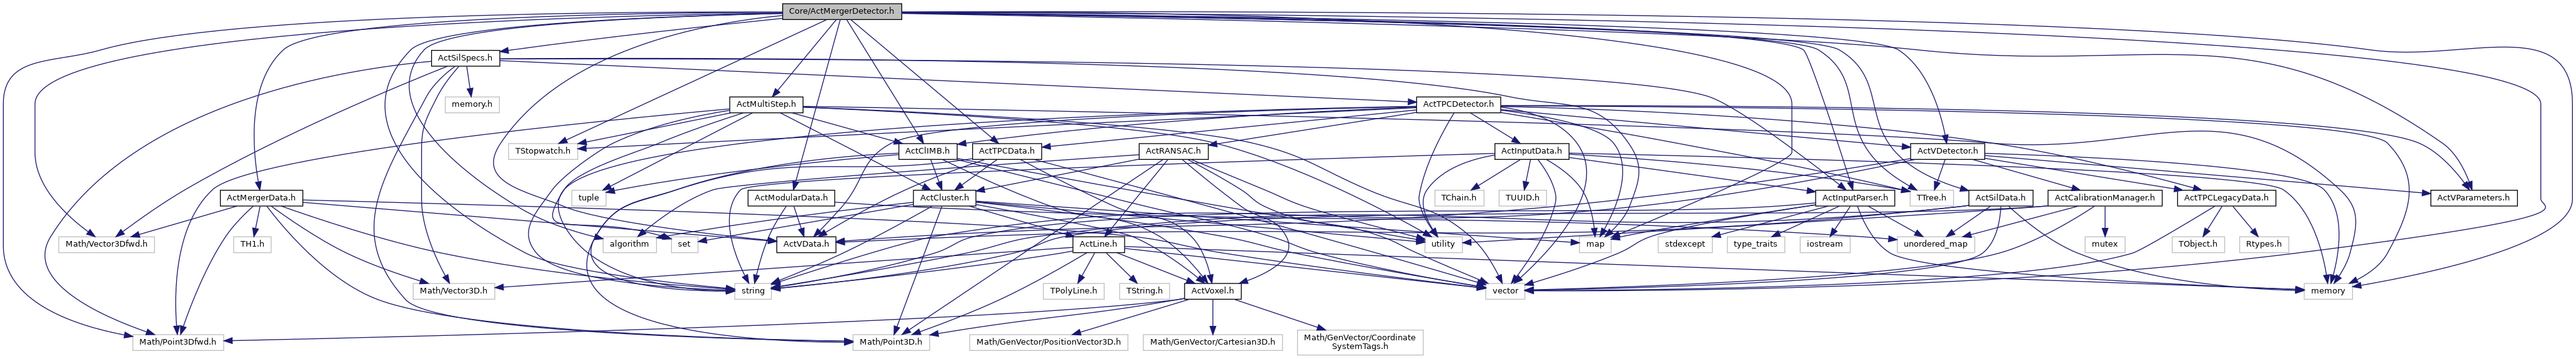 Core/ActMergerDetector.h
ActSilSpecs.h
memory.h
ActMultiStep.h
ActTPCDetector.h
TStopwatch.h
ActClIMB.h
ActTPCData.h
ActRANSAC.h
ActInputData.h
ActVDetector.h
ActMergerData.h
tuple
ActModularData.h
ActCluster.h
TChain.h
TUUID.h
ActInputParser.h
TTree.h
ActSilData.h
ActCalibrationManager.h
ActTPCLegacyData.h
ActVParameters.h
Math/Vector3Dfwd.h
TH1.h
algorithm
set
ActVData.h
ActLine.h
utility
map
stdexcept
type_traits
iostream
unordered_map
mutex
TObject.h
Rtypes.h
Math/Vector3D.h
string
TPolyLine.h
TString.h
ActVoxel.h
vector
memory
Math/Point3Dfwd.h
Math/Point3D.h
Math/GenVector/PositionVector3D.h
Math/GenVector/Cartesian3D.h
Math/GenVector/Coordinate
SystemTags.h